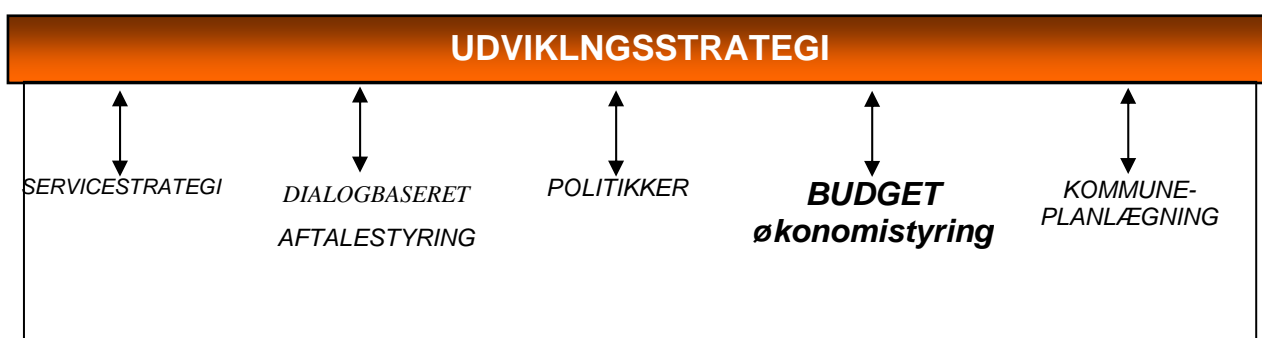 UDVIKLNGSSTRATEGI
SERVICESTRATEGI
DIALOGBASERET
AFTALESTYRING
POLITIKKER
BUDGET
økonomistyring
KOMMUNE-
PLANLÆGNING